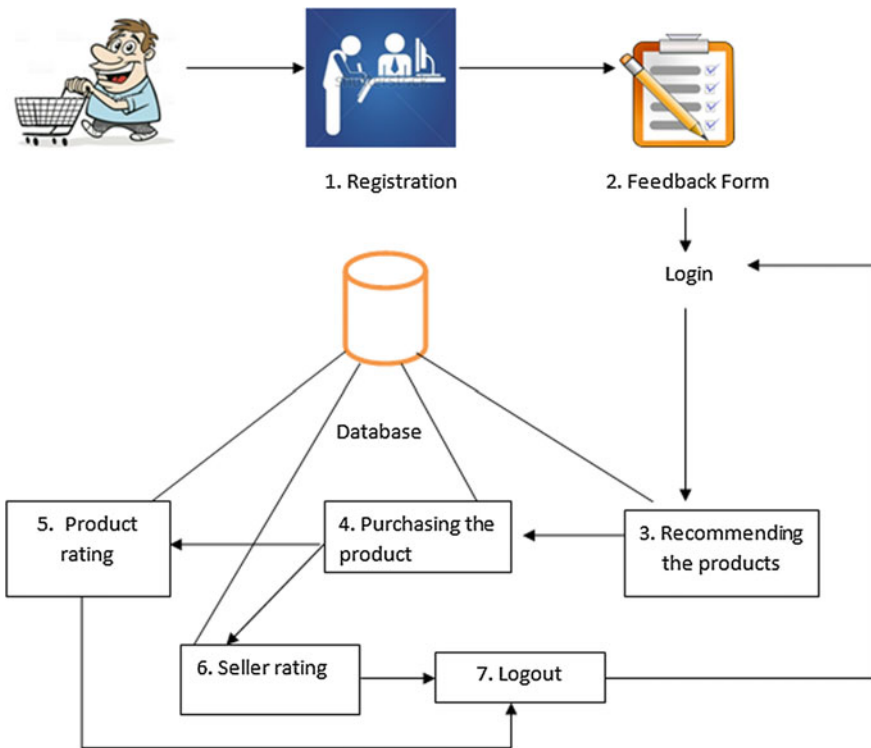 1. Registration
2. Feedback Form
Login
Database
5. Product
rating
4. Purchasing the
product
3. Recommending
the products
6. Seller rating
7. Logout